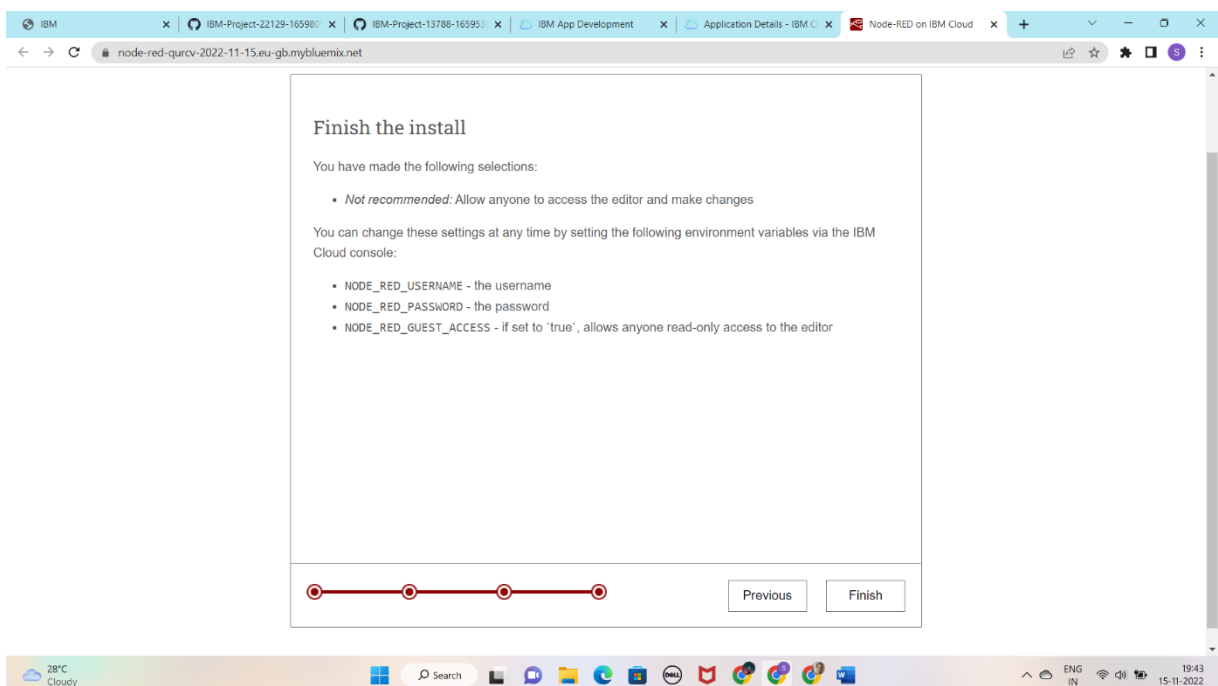 IBM
IBM-Project-22129-165980
IBM-Project-13788-165953
IBM App Development
Application Details - IBM Cl
Node-RED on IBM Cloud
node-red-qurcv-2022-11-15.eu-gb.mybluemix.net
S
Finish the install
You have made the following selections:
• Not recommended: Allow anyone to access the editor and make changes
You can change these settings at any time by setting the following environment variables via the IBM
Cloud console:
• NODE_RED_USERNAME - the username
• NODE_RED_PASSWORD - the password
• NODE_RED_GUEST_ACCESS - if set to `true`, allows anyone read-only access to the editor
Previous
Finish
28°C
Cloudy
Search
DELL
S
W
ENG
IN
19:43
15-11-2022